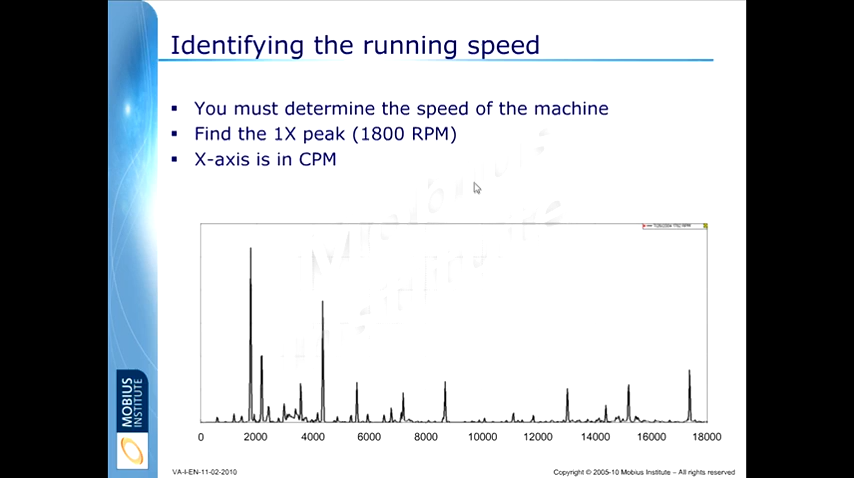 Identifying the running speed
▪ You must determine the speed of the machine
▪ Find the 1X peak (1800 RPM)
▪ X-axis is in CPM
0 2000 4000 6000 8000 10000 12000 14000 16000 18000
MOBIUS
INSTITUTE
VA-I-EN-11-02-2010
Copyright © 2005-10 Mobius Institute – All rights reserved